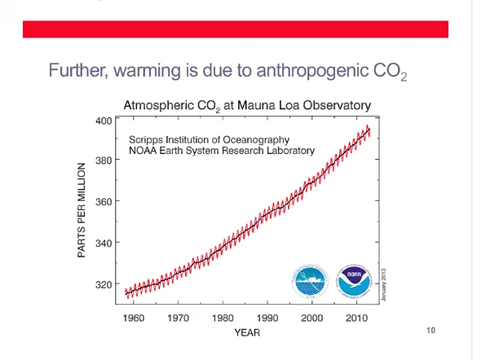 Further, warming is due to anthropogenic CO2
Atmospheric CO2 at Mauna Loa Observatory
Scripps Institution of Oceanography
NOAA Earth System Research Laboratory
PARTS PER MILLION
400
380
360
340
320
1960 1970 1980 1990 2000 2010
YEAR
January 2013
10